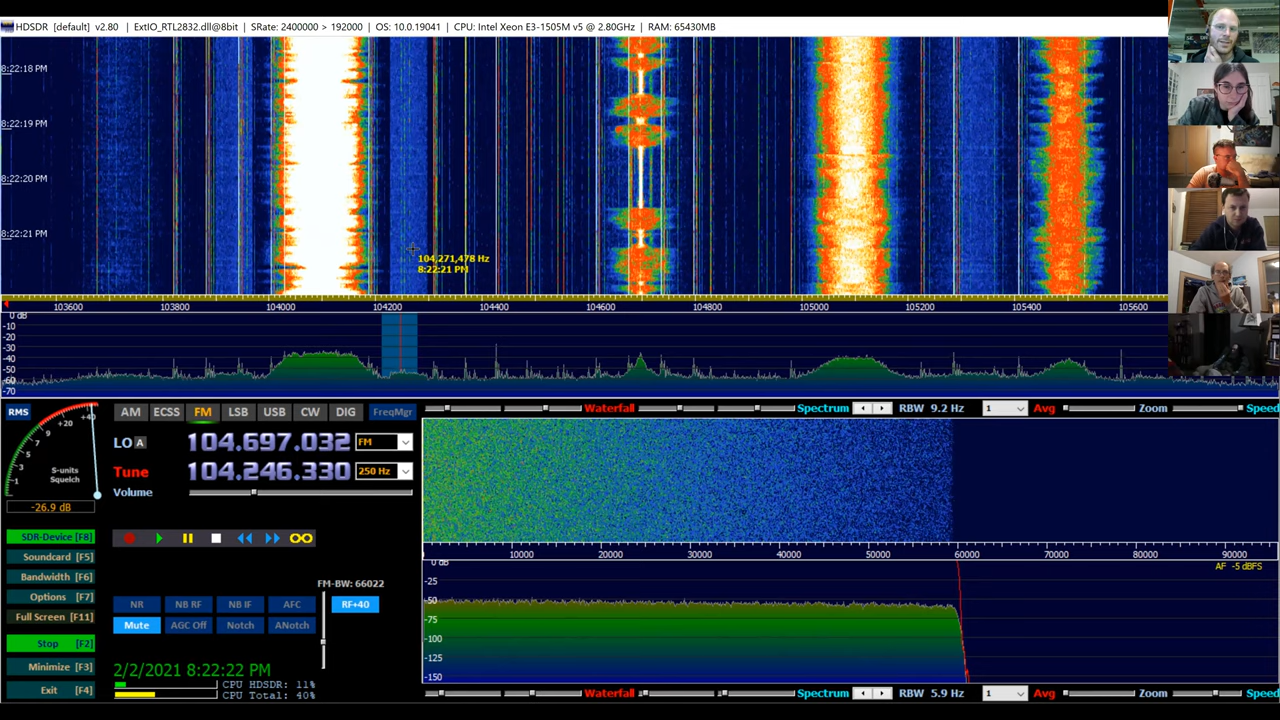 HDSDR [default] v2.80 | ExtIO_RTL2832.dll@8bit | SRate: 2400000 > 192000 | OS: 10.0.19041 | CPU: Intel Xeon E3-1505M v5 @ 2.80GHz | RAM: 65430MB
8:22:18 PM
8:22:19 PM
8:22:20 PM
8:22:21 PM
104,271,478 Hz
8:22:21 PM
103600 103800 104000 104200 104400 104600 104800 105000 105200 105400 105600
0 dB
-10
-20
-30
-40
-50
-60
-70
RMS AM ECSS FM LSB USB CW DIG FreqMgr
Waterfall Spectrum RBW 9.2 Hz 1 Avg Zoom Speed
1 3 5 7 9 +20 +40
S-units
Squelch
-26.9 dB
LO A 104.697.032 FM
Tune 104.246.330 250 Hz
Volume
SDR-Device [F8]
Soundcard [F5]
Bandwidth [F6]
Options [F7]
Full Screen [F11]
Stop [F2]
Minimize [F3]
Exit [F4]
FM-BW: 66022
NR NB RF NB IF AFC RF+40
Mute AGC Off Notch ANotch
2/2/2021 8:22:22 PM
CPU HDSDR: 11%
CPU Total: 40%
10000 20000 30000 40000 50000 60000 70000 80000 90000
0 dB
AF -5 dBFS
-25
-50
-75
-100
-125
-150
Waterfall Spectrum RBW 5.9 Hz 1 Avg Zoom Speed